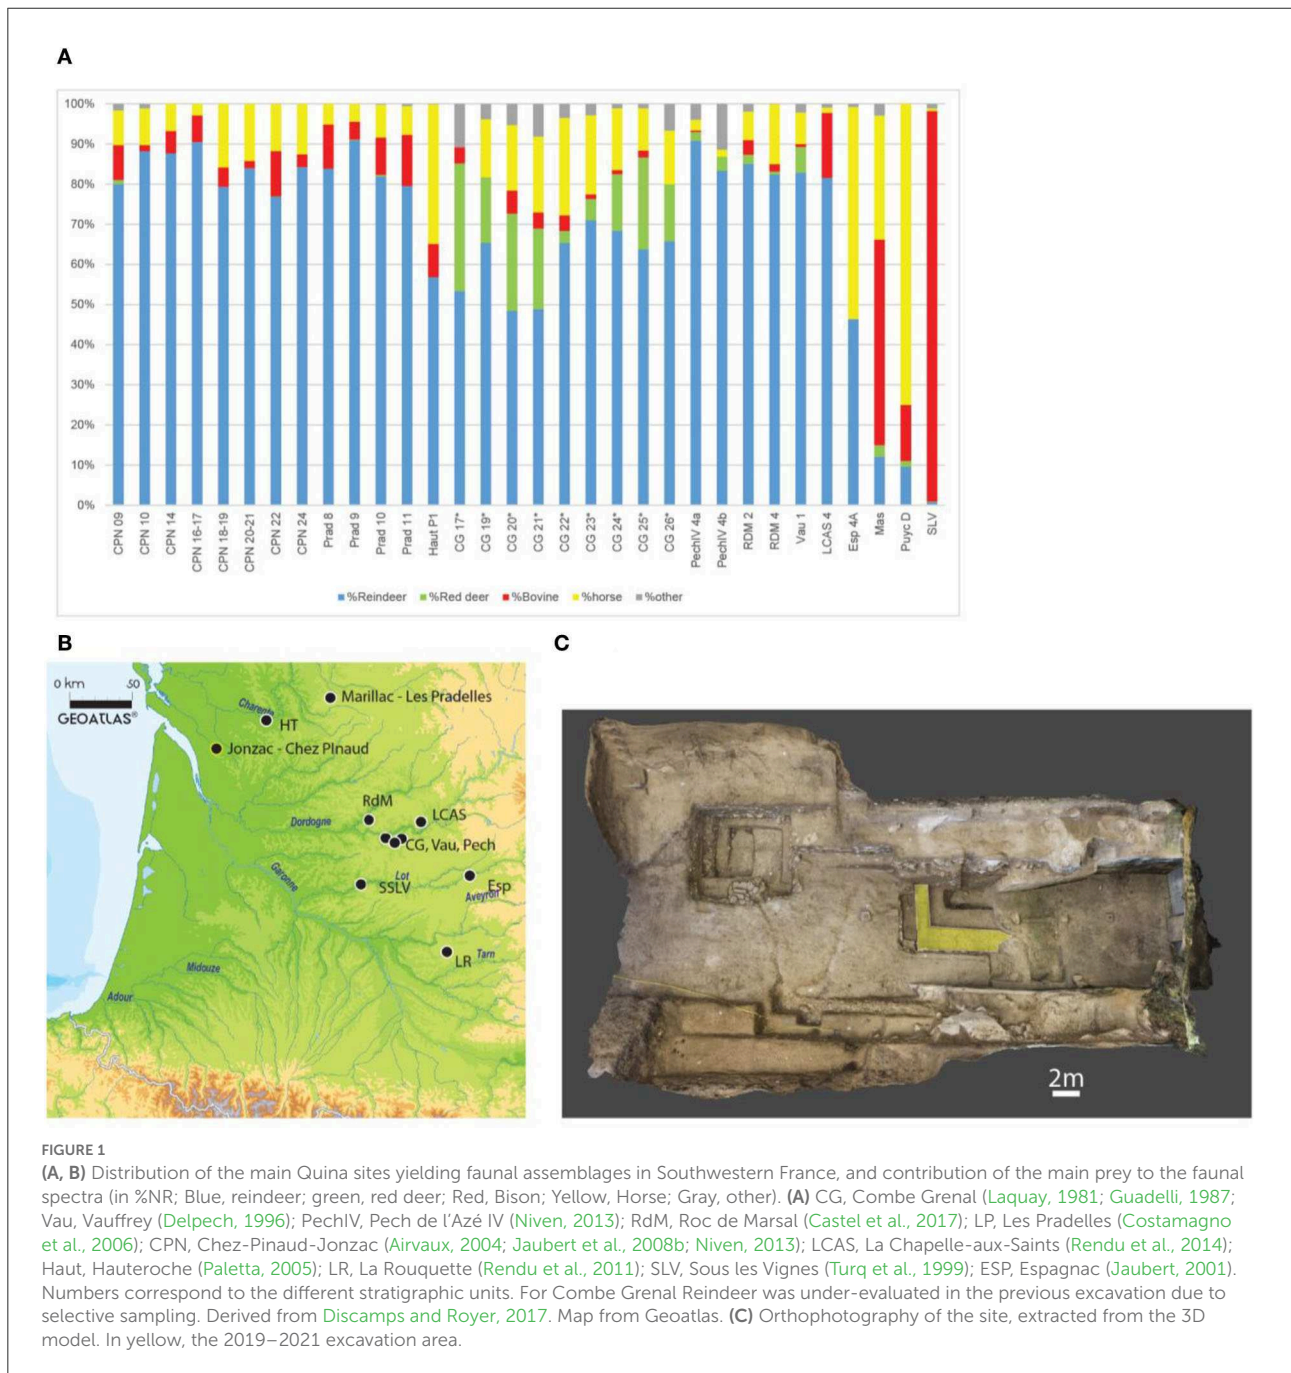 A
100%
90%
80%
70%
60%
50%
40%
30%
20%
10%
0%
CPN 09
CPN 10
CPN 14
CPN 16-17
CPN 18-19
CPN 20-21
CPN 22
CPN 24
Prad 8
Prad 9
Prad 10
Prad 11
Haut P1
CG 17*
CG 19*
CG 20*
CG 21*
CG 22*
CG 23*
CG 24*
CG 25*
CG 26*
PechIV 4a
PechIV 4b
RDM 2
RDM 4
Vau 1
LCAS 4
Esp 4A
Mas
Puyc D
SLV
%Reindeer %Red deer %Bovine %horse %other
B
0 km 50
GEOATLAS®
Charente
Marillac - Les Pradelles
HT
Jonzac - Chez PInaud
RdM
LCAS
Dordogne
CG, Vau, Pech
Garonne
Lot
SSLV
Esp
Aveyron
LR
Tarn
Midouze
Adour
C
2m
FIGURE 1
(A, B) Distribution of the main Quina sites yielding faunal assemblages in Southwestern France, and contribution of the main prey to the faunal
spectra (in %NR; Blue, reindeer; green, red deer; Red, Bison; Yellow, Horse; Gray, other). (A) CG, Combe Grenal (Laquay, 1981; Guadelli, 1987;
Vau, Vauffrey (Delpech, 1996); PechIV, Pech de l'Azé IV (Niven, 2013); RdM, Roc de Marsal (Castel et al., 2017); LP, Les Pradelles (Costamagno
et al., 2006); CPN, Chez-Pinaud-Jonzac (Airvaux, 2004; Jaubert et al., 2008b; Niven, 2013); LCAS, La Chapelle-aux-Saints (Rendu et al., 2014);
Haut, Hauteroche (Paletta, 2005); LR, La Rouquette (Rendu et al., 2011); SLV, Sous les Vignes (Turq et al., 1999); ESP, Espagnac (Jaubert, 2001).
Numbers correspond to the different stratigraphic units. For Combe Grenal Reindeer was under-evaluated in the previous excavation due to
selective sampling. Derived from Discamps and Royer, 2017. Map from Geoatlas. (C) Orthophotography of the site, extracted from the 3D
model. In yellow, the 2019–2021 excavation area.